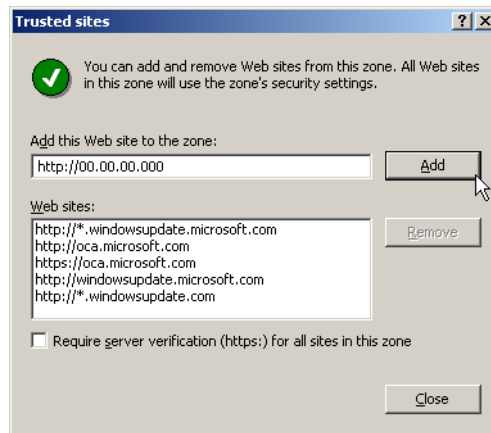 Trusted sites
You can add and remove Web sites from this zone. All Web sites
in this zone will use the zone's security settings.
Add this Web site to the zone:
http://00.00.00.000
Add
Web sites:
http://*.windowsupdate.microsoft.com
http://oca.microsoft.com
https://oca.microsoft.com
http://windowsupdate.microsoft.com
http://*.windowsupdate.com
Remove
Require server verification (https:) for all sites in this zone
Close